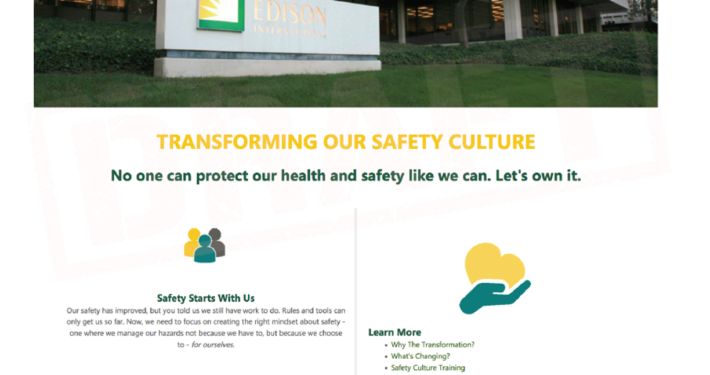 EDISON
INTERNATIONAL
DRAFT
TRANSFORMING OUR SAFETY CULTURE
No one can protect our health and safety like we can. Let's own it.
Safety Starts With Us
Our safety has improved, but you told us we still have work to do. Rules and tools can
only get us so far. Now, we need to focus on creating the right mindset about safety -
one where we manage our hazards not because we have to, but because we choose
to - for ourselves.
Learn More
Why The Transformation?
What's Changing?
Safety Culture Training